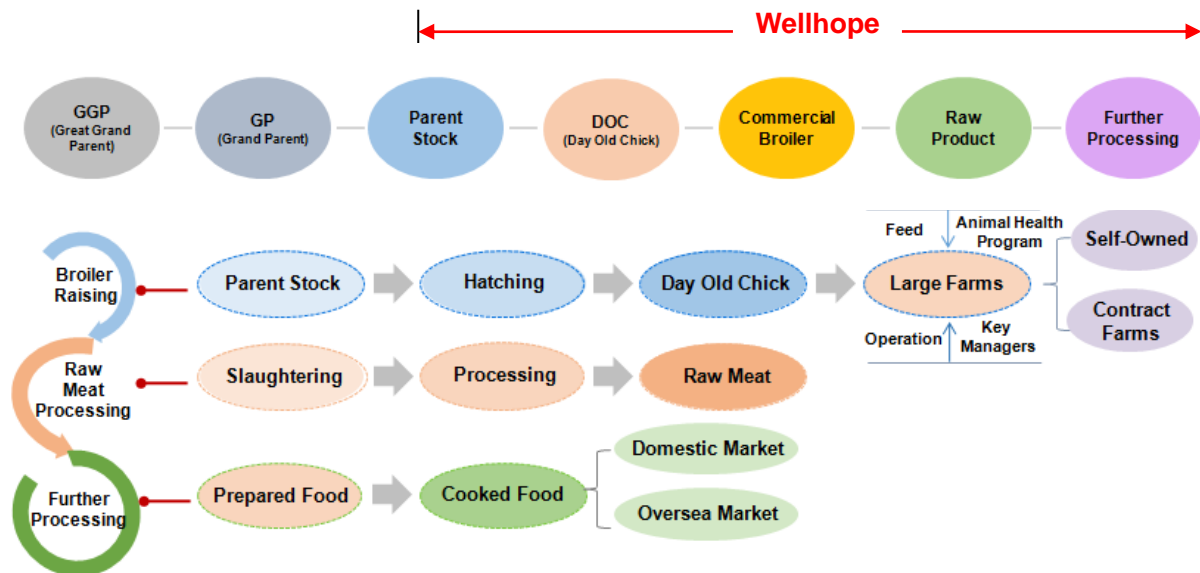 Wellhope
GGP
(Great Grand
Parent)
GP
(Grand Parent)
Parent
Stock
DOC
(Day Old Chick)
Commercial
Broiler
Raw
Product
Further
Processing
Broiler
Raising
Parent Stock
Hatching
Day Old Chick
Feed
Animal Health
Program
Large Farms
Operation
Key
Managers
Self-Owned
Contract
Farms
Raw
Meat
Processing
Slaughtering
Processing
Raw Meat
Further
Processing
Prepared Food
Cooked Food
Domestic Market
Oversea Market